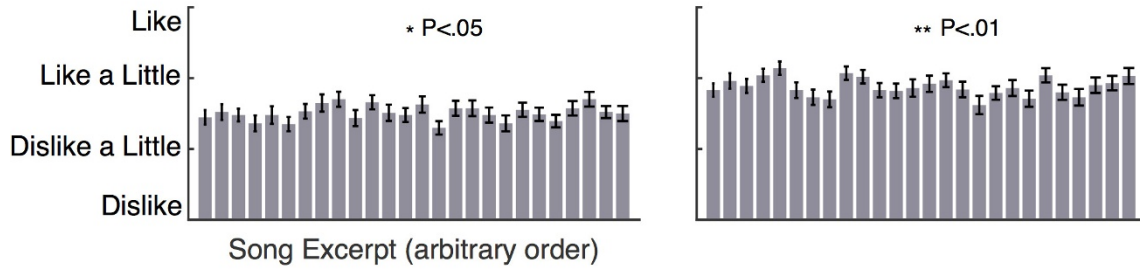 Like
* P<.05
** P<.01
Like a Little
Dislike a Little
Dislike
Song Excerpt (arbitrary order)